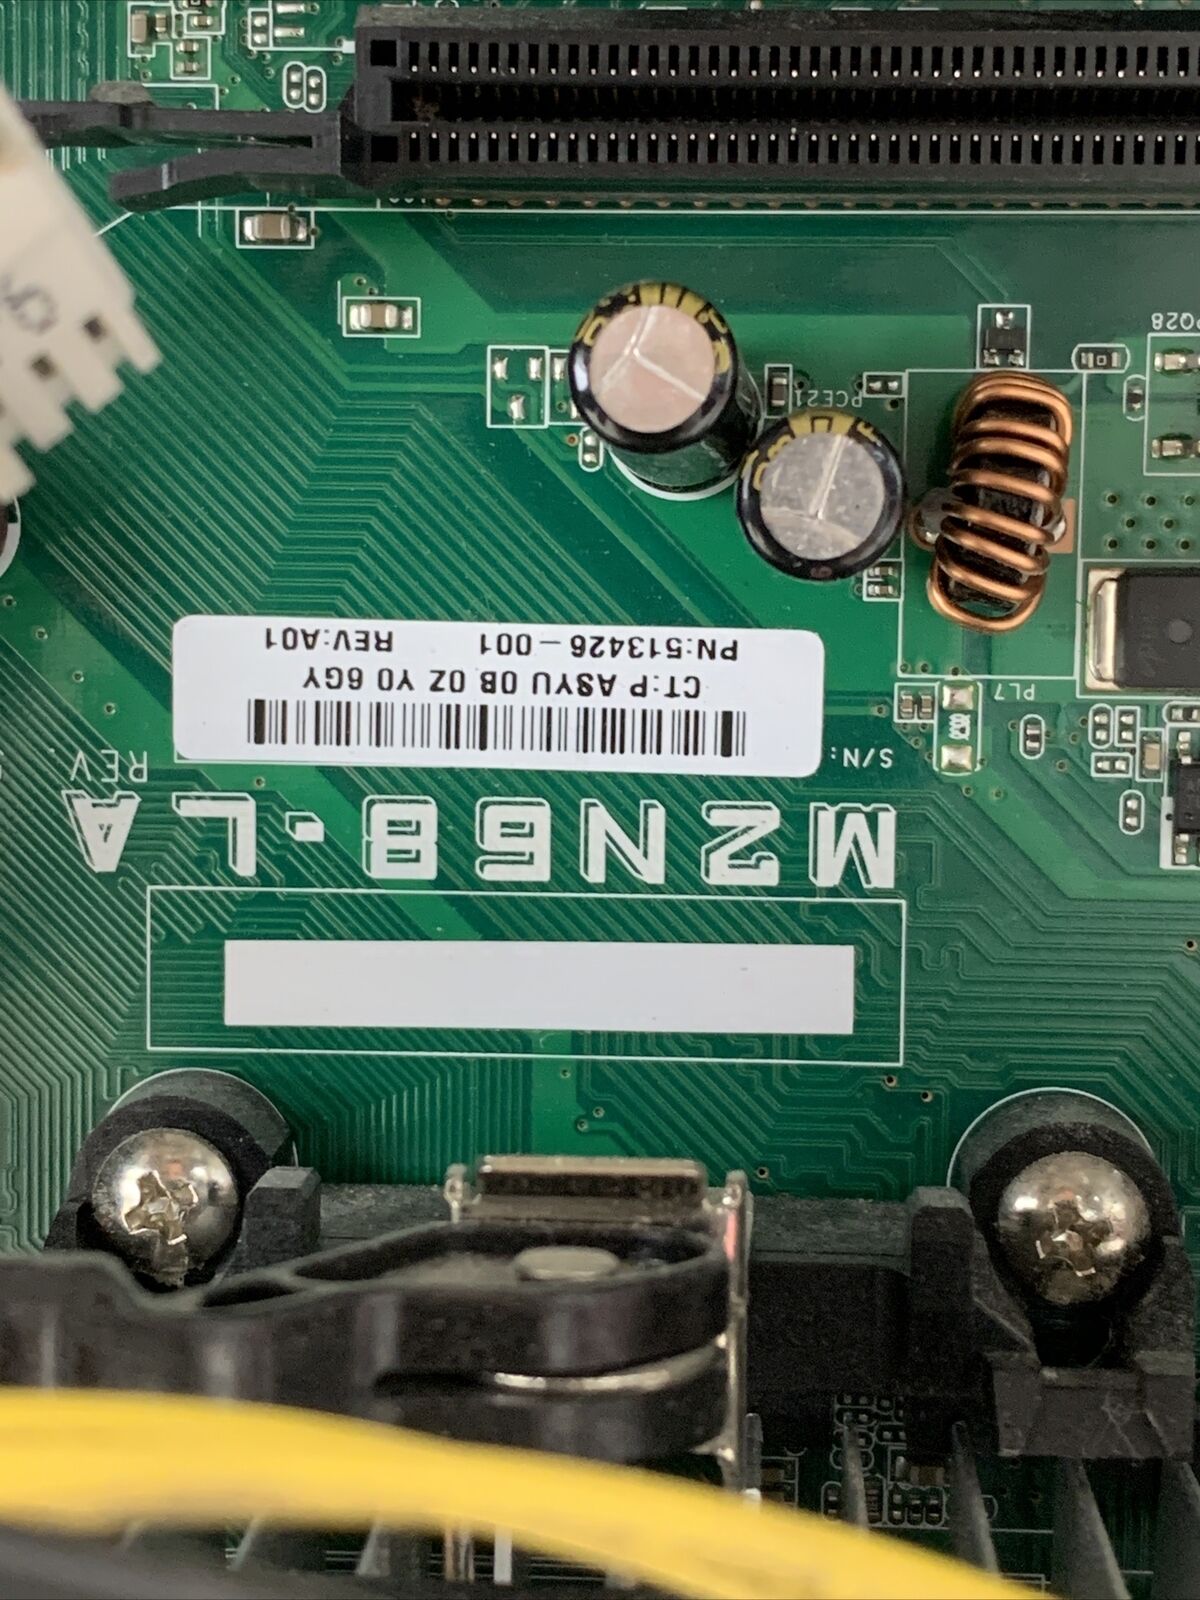 M2N68-LA
REV
S/N:
CT:P ASYU 0B 0Z Y0 6GY
PN:513426-001 REV:A01
PL7
PCE21
PQ28